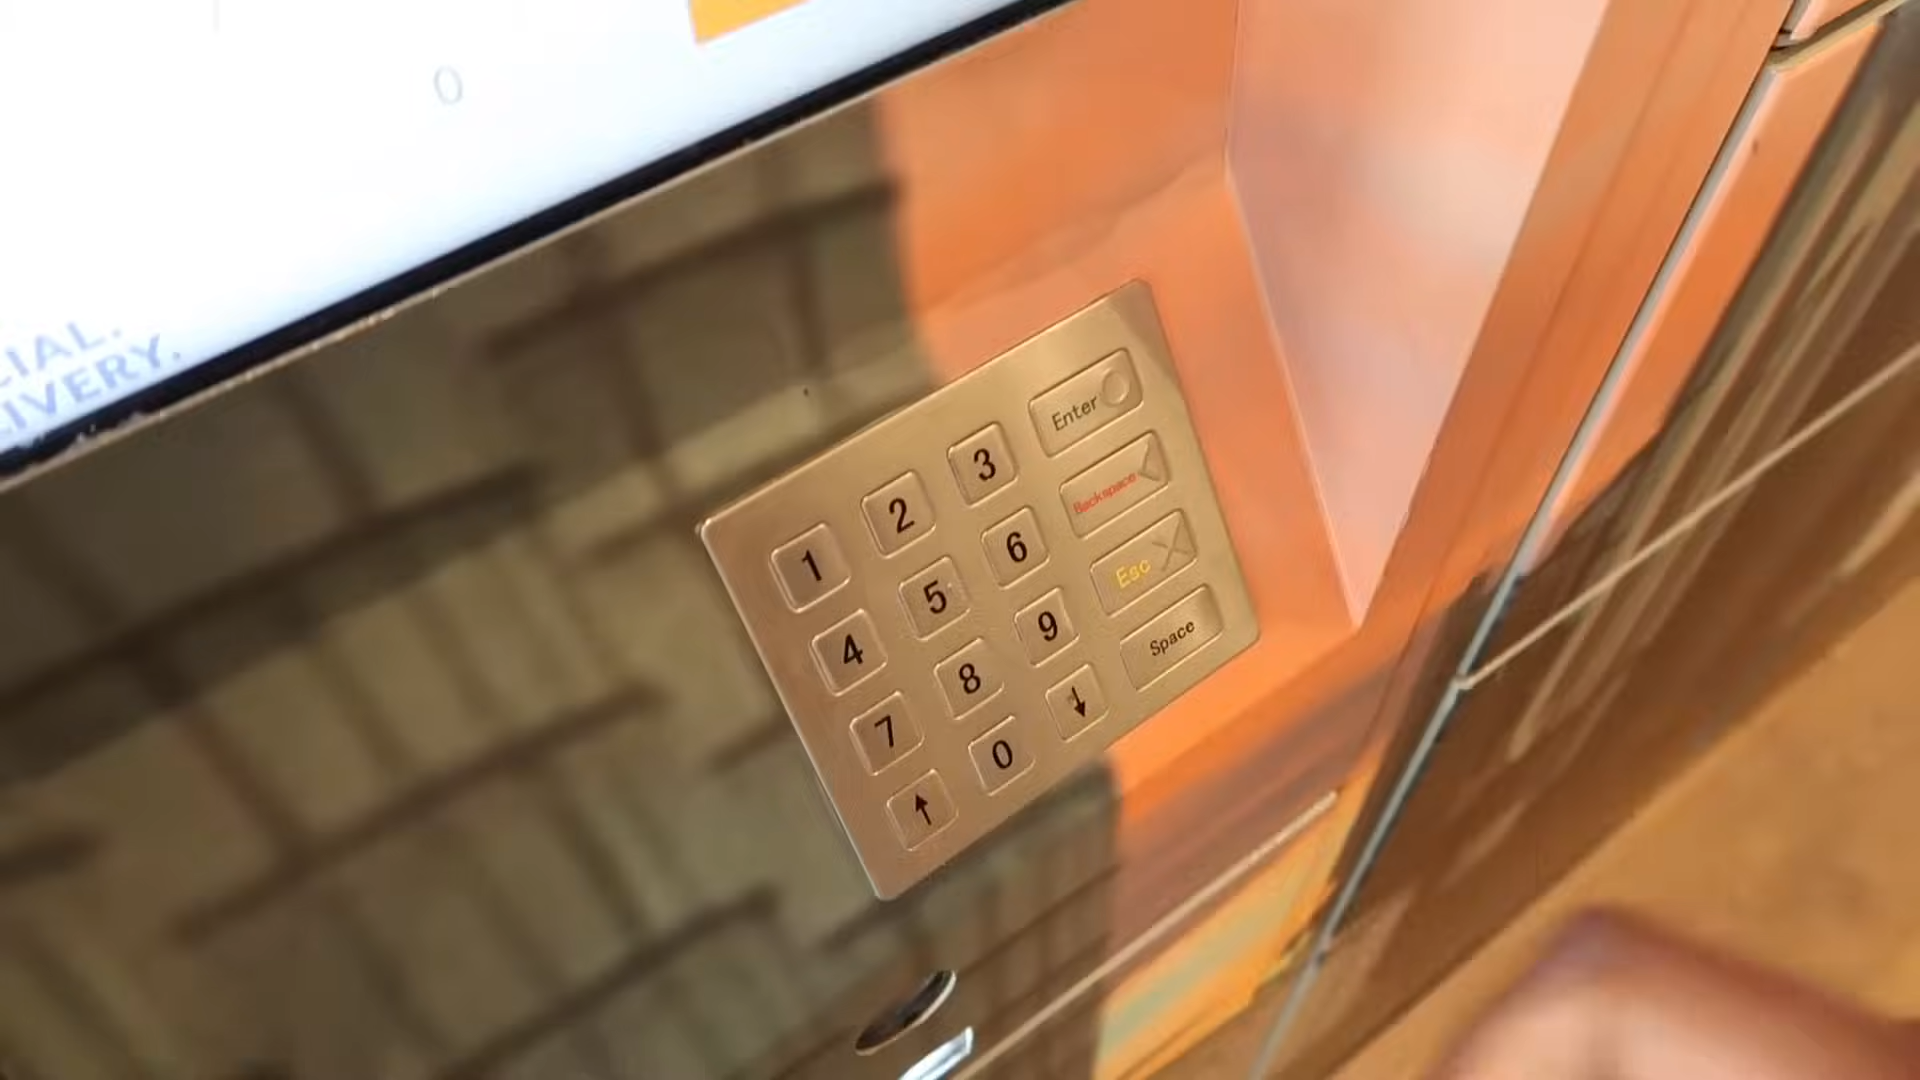 0
IAL.
IVERY.
1 2 3 Enter
4 5 6 Backspace
7 8 9 Esc
↑ 0 ↓ Space